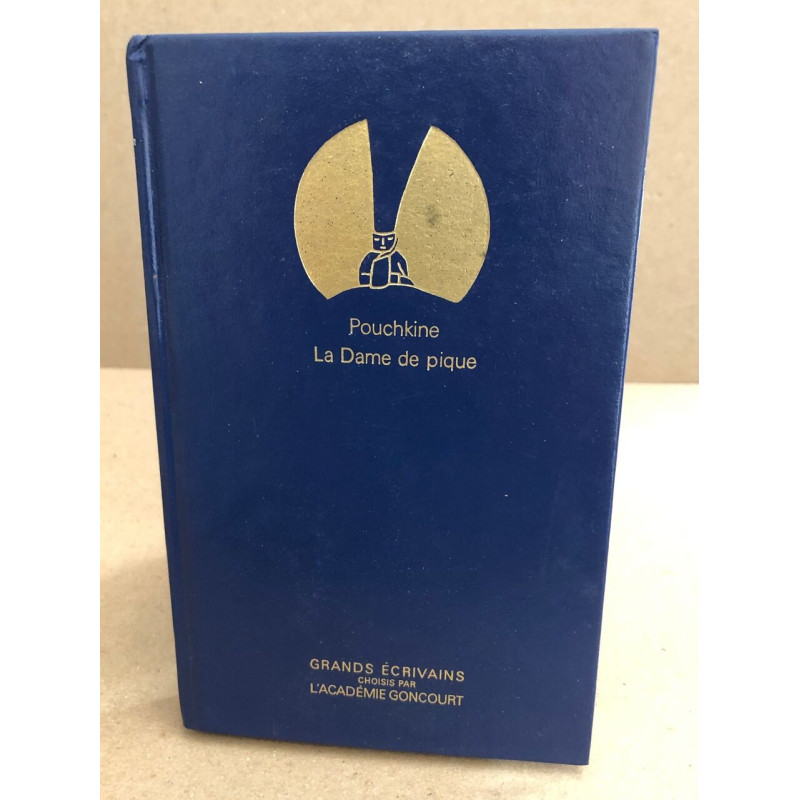 Pouchkine
La Dame de pique
GRANDS ÉCRIVAINS
CHOISIS PAR
L'ACADÉMIE GONCOURT